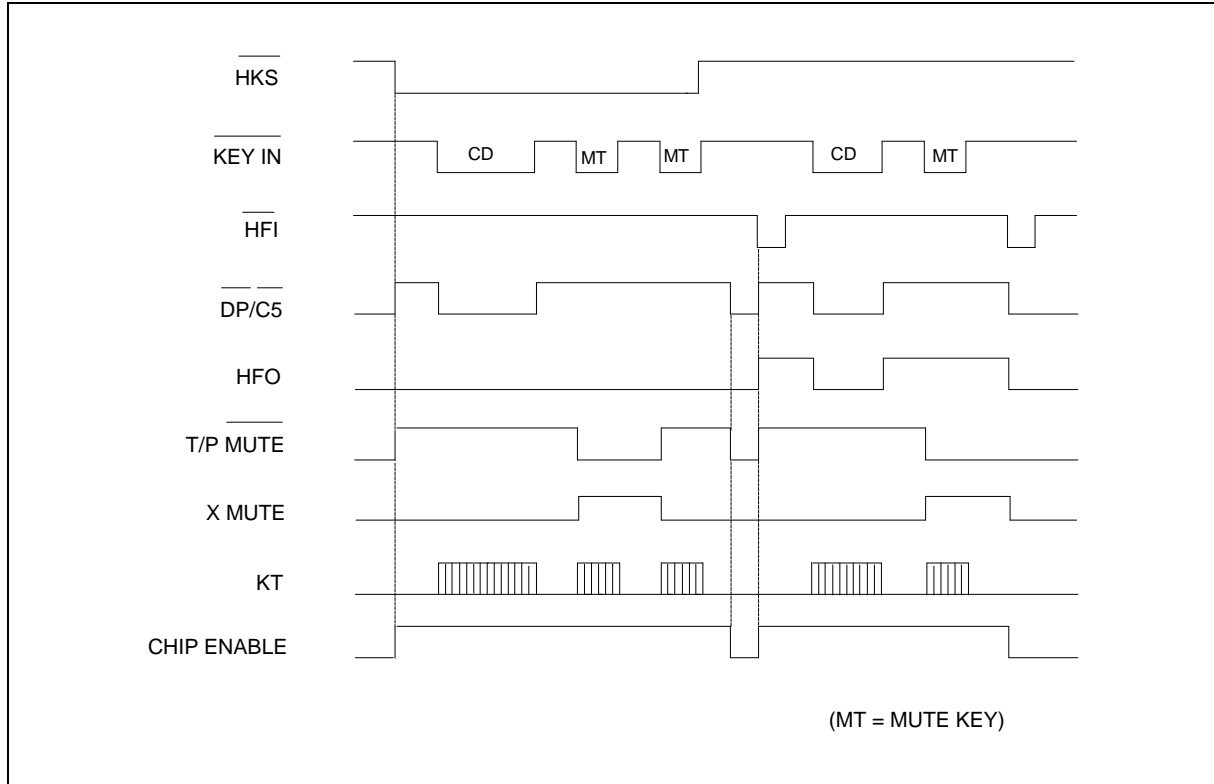 HKS
KEY IN
CD
MT
MT
CD
MT
HFI
DP/C5
HFO
T/P MUTE
X MUTE
KT
CHIP ENABLE
(MT = MUTE KEY)